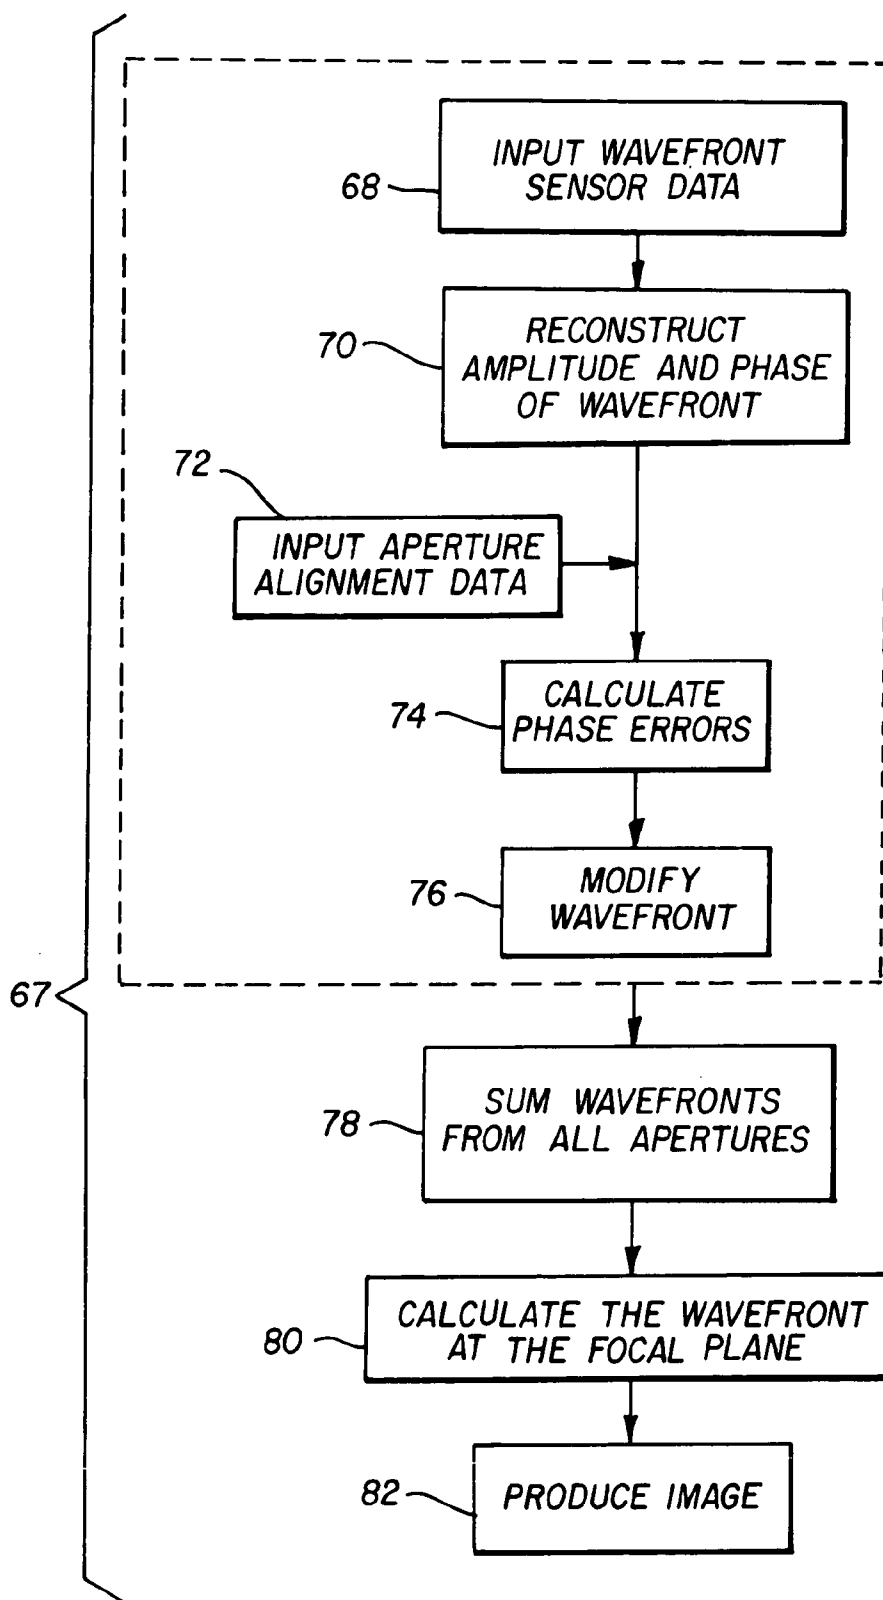 INPUT WAVEFRONT
SENSOR DATA
68
RECONSTRUCT
AMPLITUDE AND PHASE
OF WAVEFRONT
70
72
INPUT APERTURE
ALIGNMENT DATA
CALCULATE
PHASE ERRORS
74
MODIFY
WAVEFRONT
76
67
SUM WAVEFRONTS
FROM ALL APERTURES
78
CALCULATE THE WAVEFRONT
AT THE FOCAL PLANE
80
PRODUCE IMAGE
82